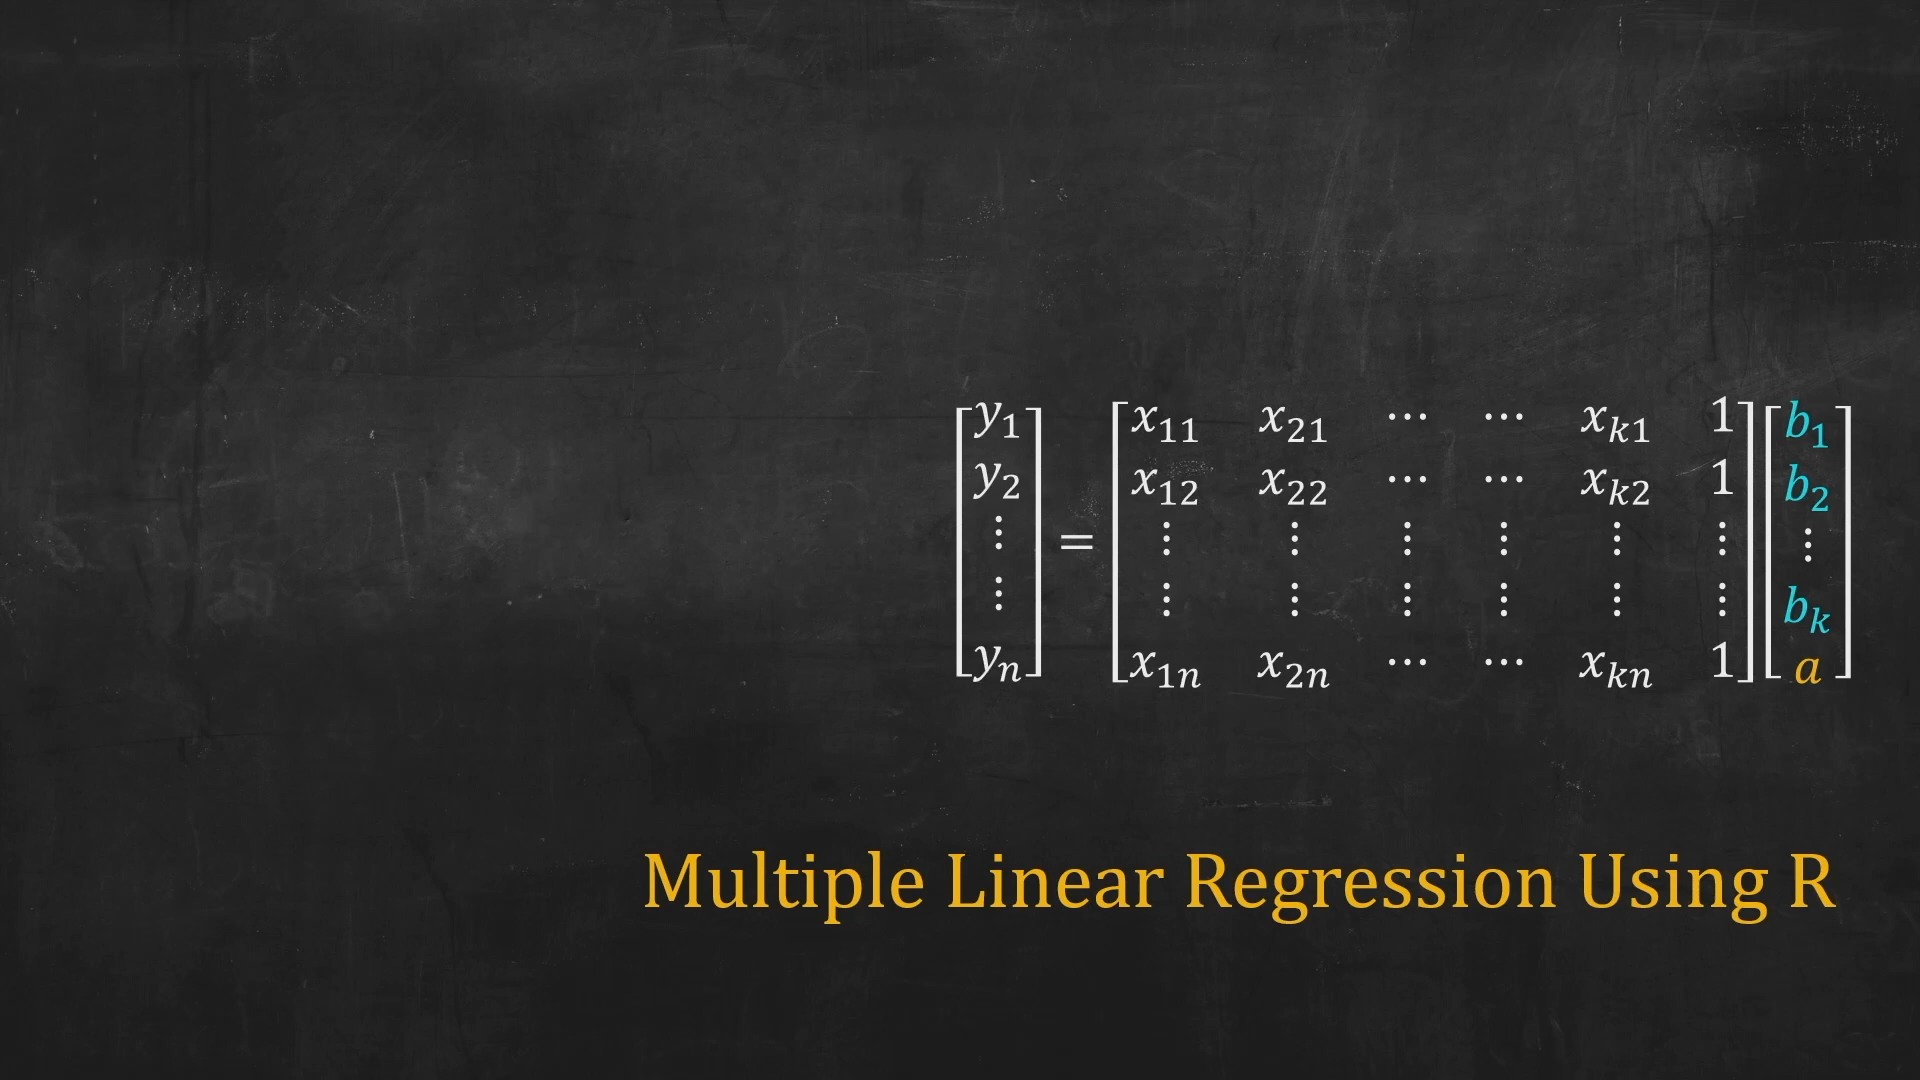 y₁ x₁₁ x₂₁ ⋯ ⋯ xₖ₁ 1 b₁
y₂ x₁₂ x₂₂ ⋯ ⋯ xₖ₂ 1 b₂
⋮ = ⋮ ⋮ ⋮ ⋮ ⋮ ⋮ ⋮
⋮ ⋮ ⋮ ⋮ ⋮ ⋮ ⋮ bₖ
yₙ x₁ₙ x₂ₙ ⋯ ⋯ xₖₙ 1 a
Multiple Linear Regression Using R